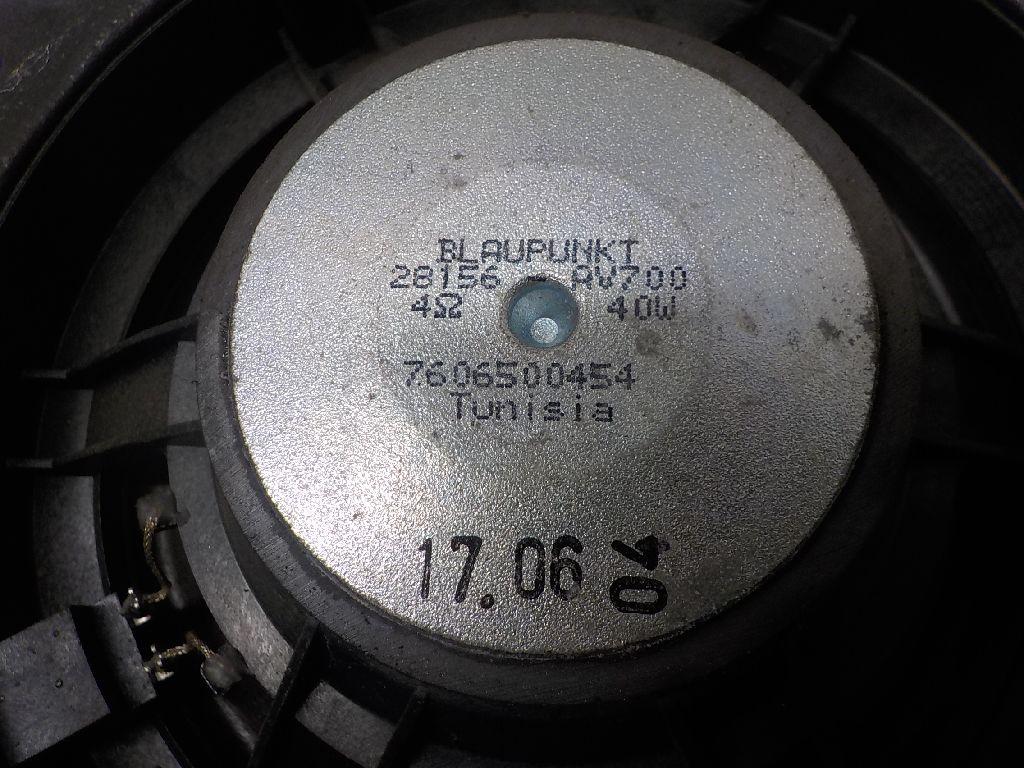 BLAUPUNKT
28156 AV700
4Ω 40W
7606500454
Tunisia
17.06 04